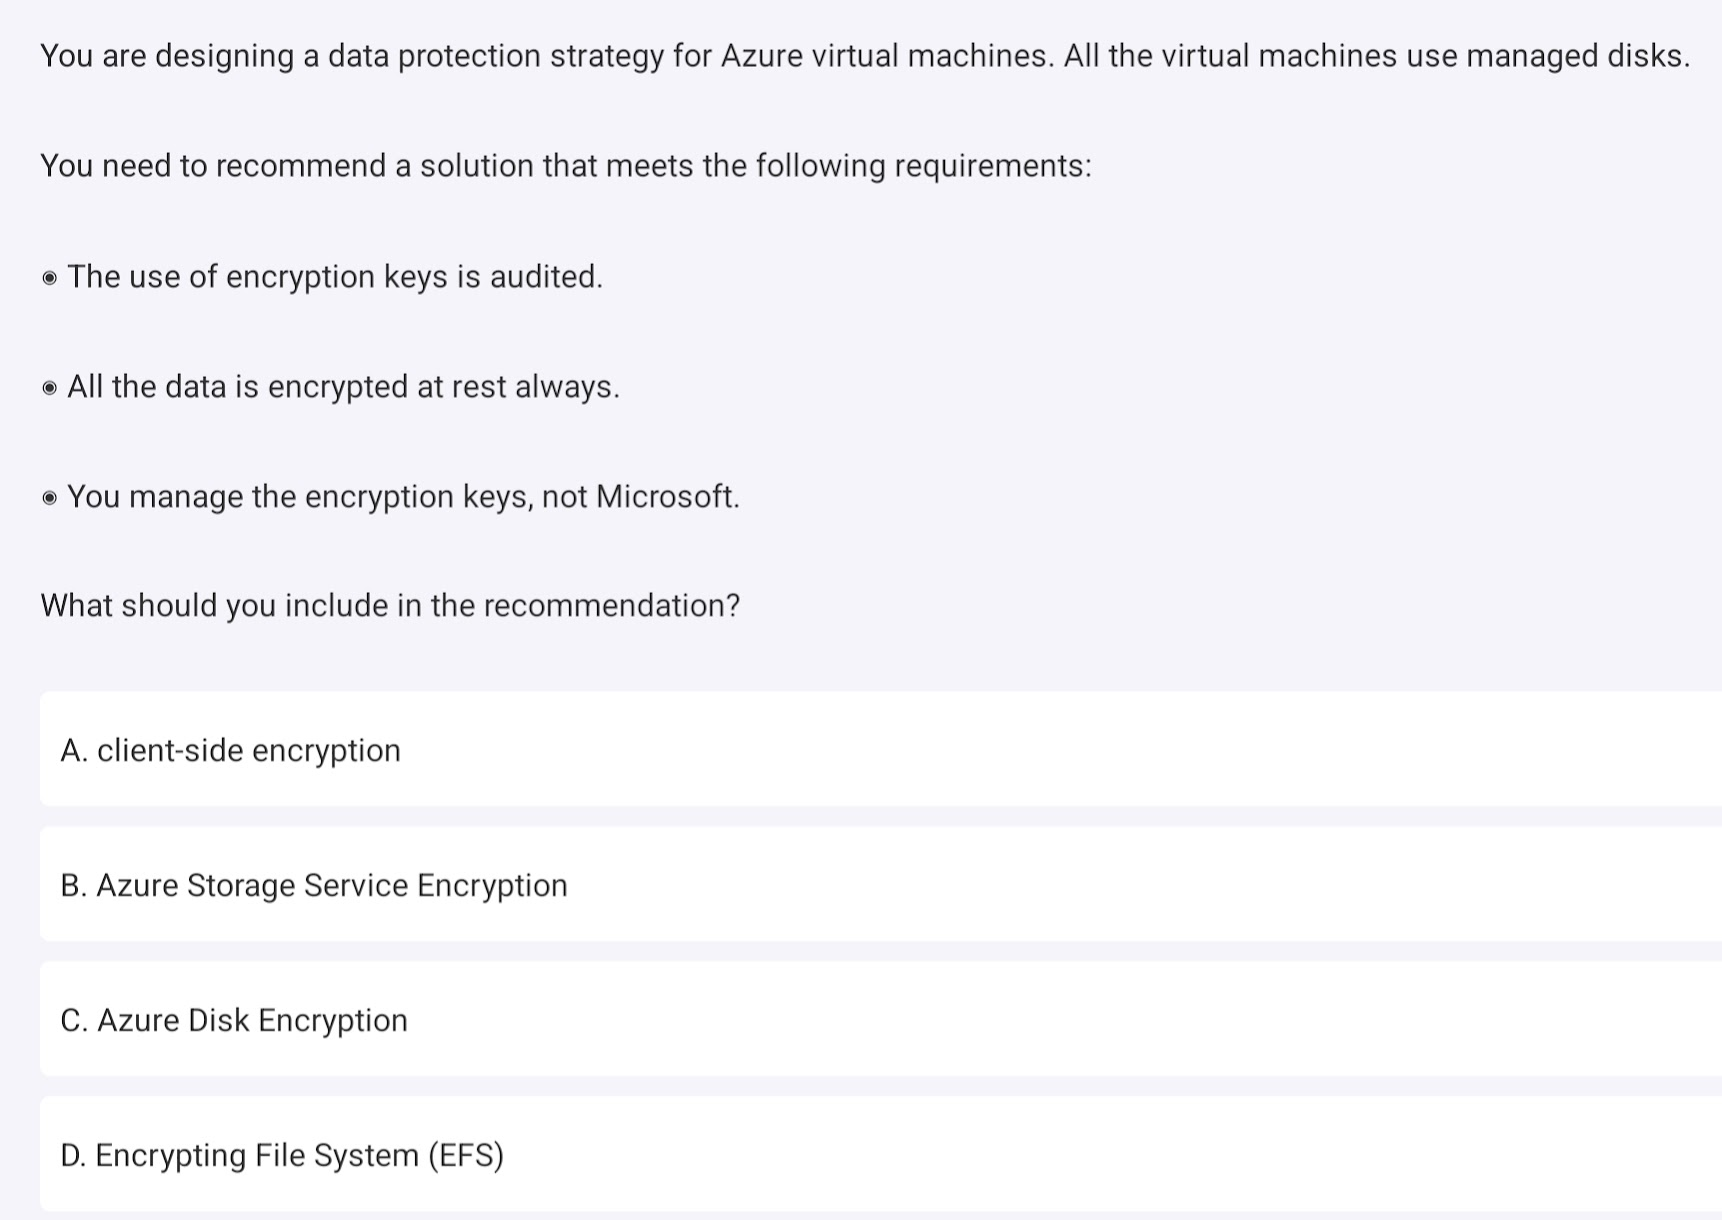 You are designing a data protection strategy for Azure virtual machines. All the virtual machines use managed disks.
You need to recommend a solution that meets the following requirements:
◉ The use of encryption keys is audited.
◉ All the data is encrypted at rest always.
◉ You manage the encryption keys, not Microsoft.
What should you include in the recommendation?
A. client-side encryption
B. Azure Storage Service Encryption
C. Azure Disk Encryption
D. Encrypting File System (EFS)